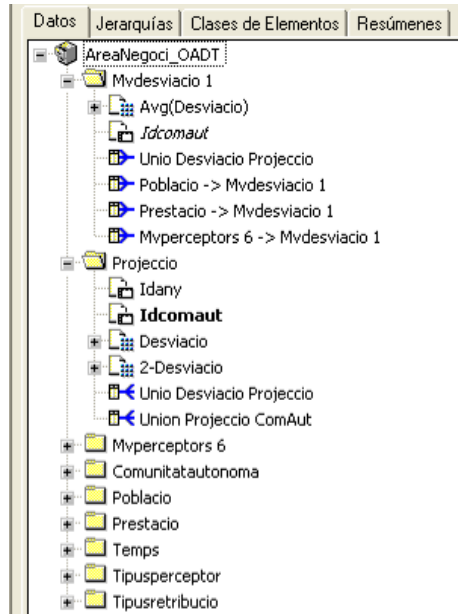 Datos Jerarquías Clases de Elementos Resúmenes
AreaNegoci_OADT
Mvdesviacio 1
Avg(Desviacio)
Idcomaut
Unio Desviacio Projeccio
Poblacio -> Mvdesviacio 1
Prestacio -> Mvdesviacio 1
Mvperceptors 6 -> Mvdesviacio 1
Projeccio
Idany
Idcomaut
Desviacio
2-Desviacio
Unio Desviacio Projeccio
Union Projeccio ComAut
Mvperceptors 6
Comunitatautonoma
Poblacio
Prestacio
Temps
Tipusperceptor
Tipusretribucio